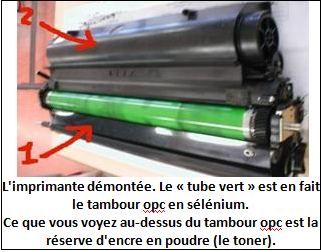 2
1
L'imprimante démontée. Le « tube vert » est en fait
le tambour opc en sélénium.
Ce que vous voyez au-dessus du tambour opc est la
réserve d'encre en poudre (le toner).